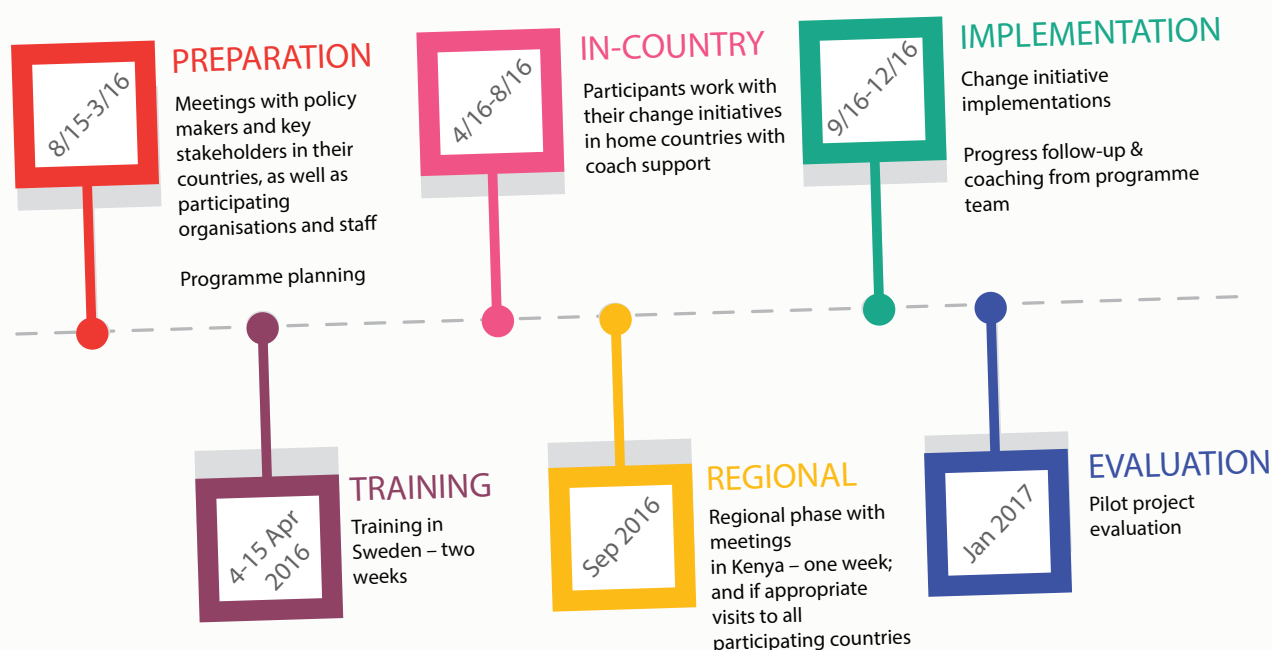 PREPARATION
8/15-3/16
Meetings with policy
makers and key
stakeholders in their
countries, as well as
participating
organisations and staff
Programme planning
TRAINING
4-15 Apr
2016
Training in
Sweden – two
weeks
IN-COUNTRY
4/16-8/16
Participants work with
their change initiatives
in home countries with
coach support
REGIONAL
Sep 2016
Regional phase with
meetings
in Kenya – one week;
and if appropriate
visits to all
participating countries
IMPLEMENTATION
9/16-12/16
Change initiative
implementations
Progress follow-up &
coaching from programme
team
EVALUATION
Jan 2017
Pilot project
evaluation